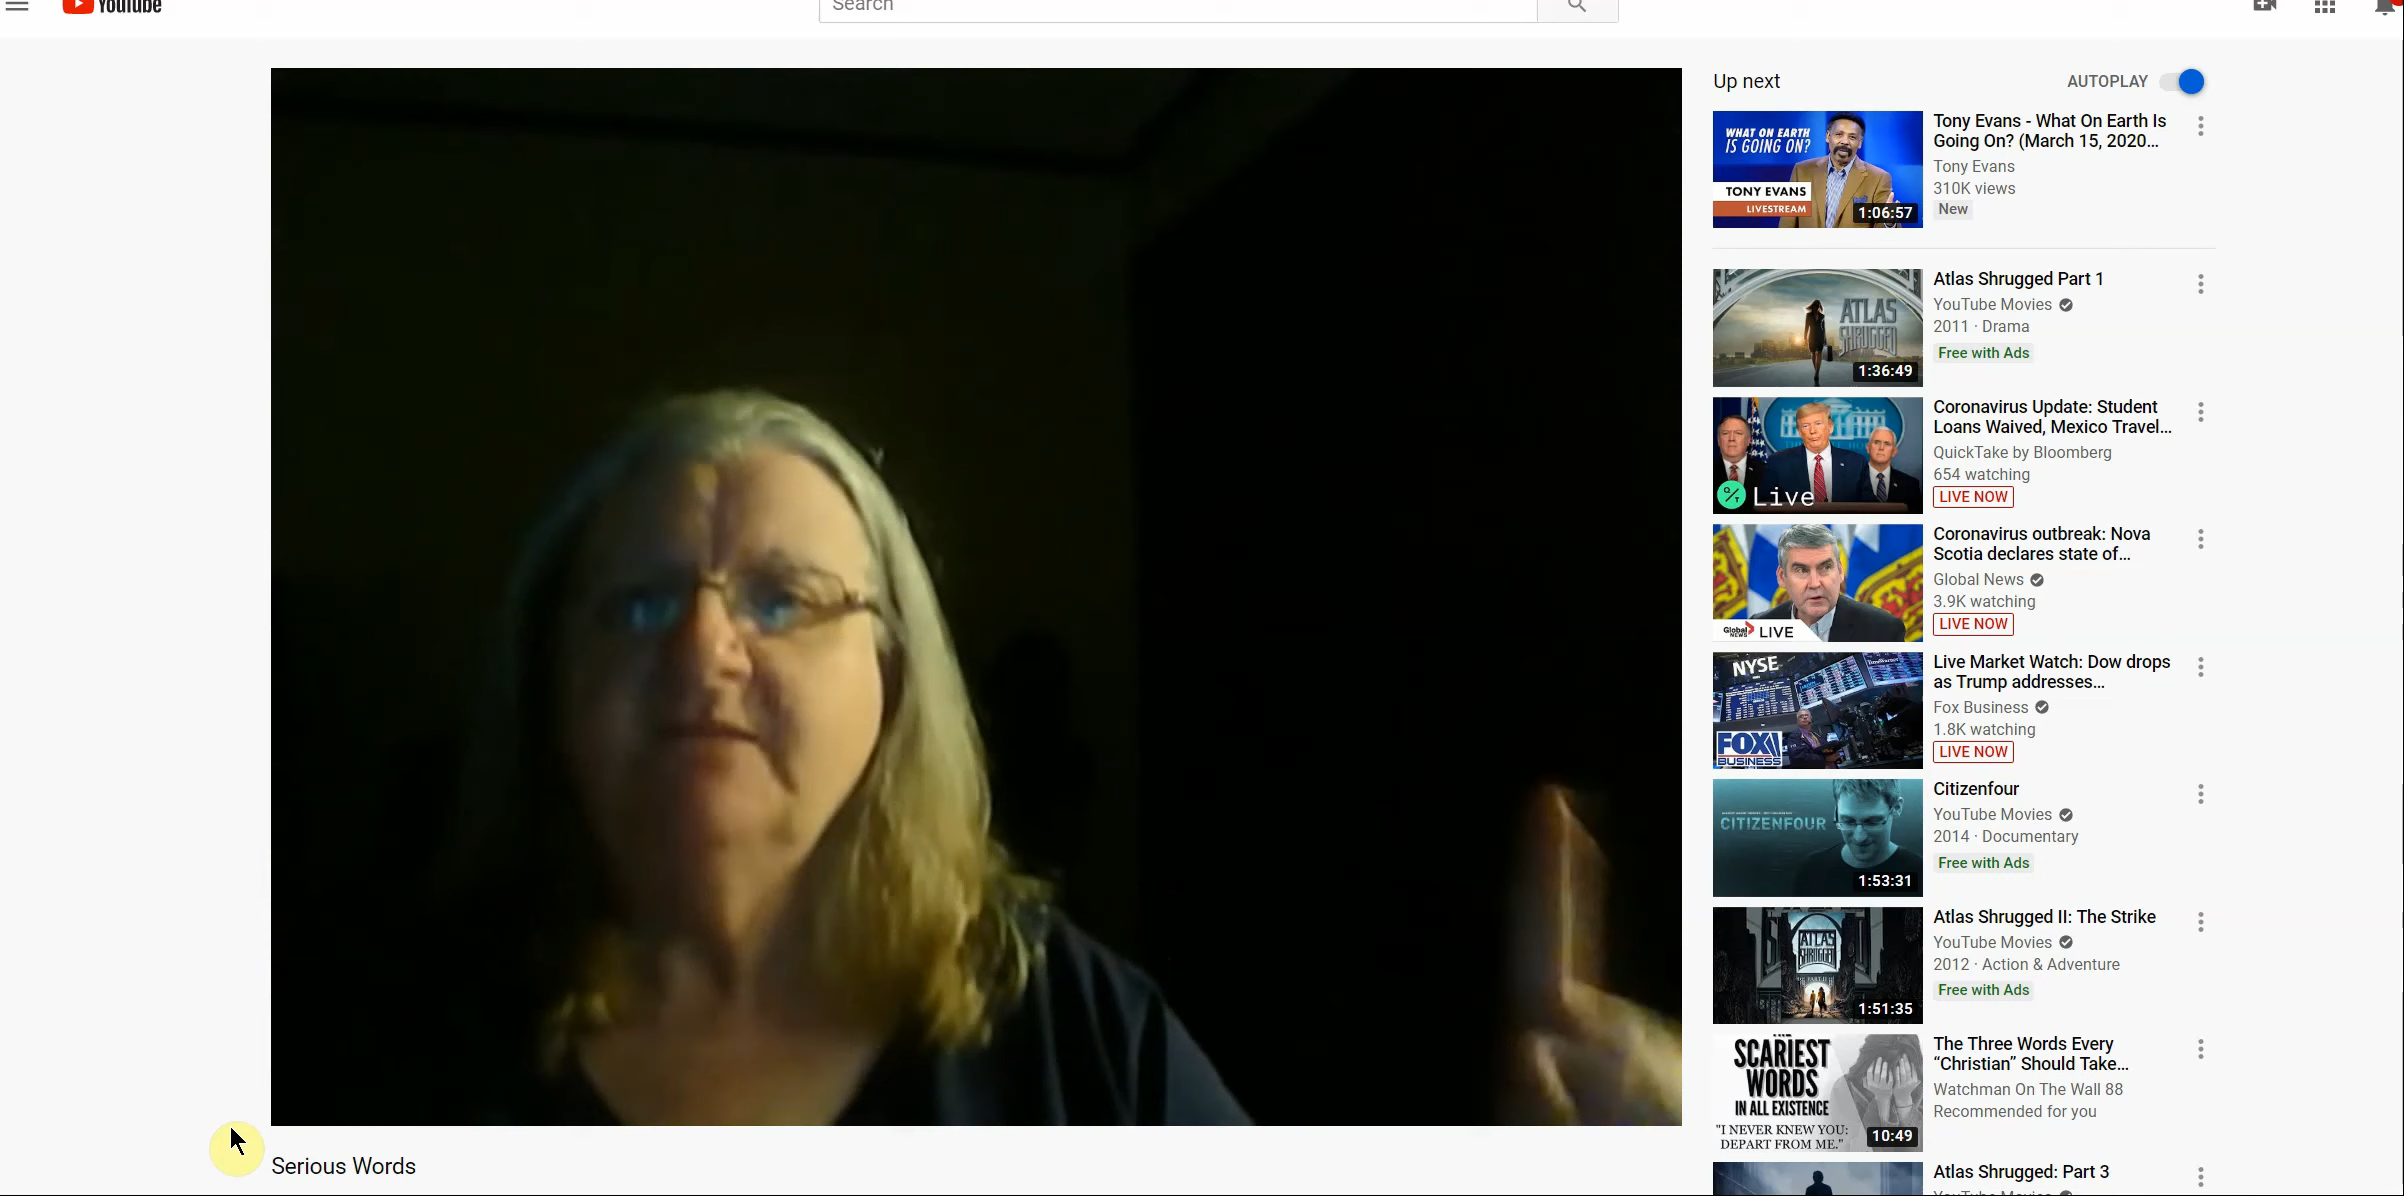 YouTube
Search
Up next
AUTOPLAY
WHAT ON EARTH
IS GOING ON?
TONY EVANS
LIVESTREAM
1:06:57
Tony Evans - What On Earth Is
Going On? (March 15, 2020...
Tony Evans
310K views
New
ATLAS
SHRUGGED
1:36:49
Atlas Shrugged Part 1
YouTube Movies
2011 · Drama
Free with Ads
Live
Coronavirus Update: Student
Loans Waived, Mexico Travel...
QuickTake by Bloomberg
654 watching
LIVE NOW
Global
NEWS
LIVE
Coronavirus outbreak: Nova
Scotia declares state of...
Global News
3.9K watching
LIVE NOW
NYSE
FOX
BUSINESS
Live Market Watch: Dow drops
as Trump addresses...
Fox Business
1.8K watching
LIVE NOW
CITIZENFOUR
1:53:31
Citizenfour
YouTube Movies
2014 · Documentary
Free with Ads
ATLAS
SHRUGGED
1:51:35
Atlas Shrugged II: The Strike
YouTube Movies
2012 · Action & Adventure
Free with Ads
SCARIEST
WORDS
IN ALL EXISTENCE
"I NEVER KNEW YOU:
DEPART FROM ME."
10:49
The Three Words Every
“Christian” Should Take...
Watchman On The Wall 88
Recommended for you
Serious Words
Atlas Shrugged: Part 3